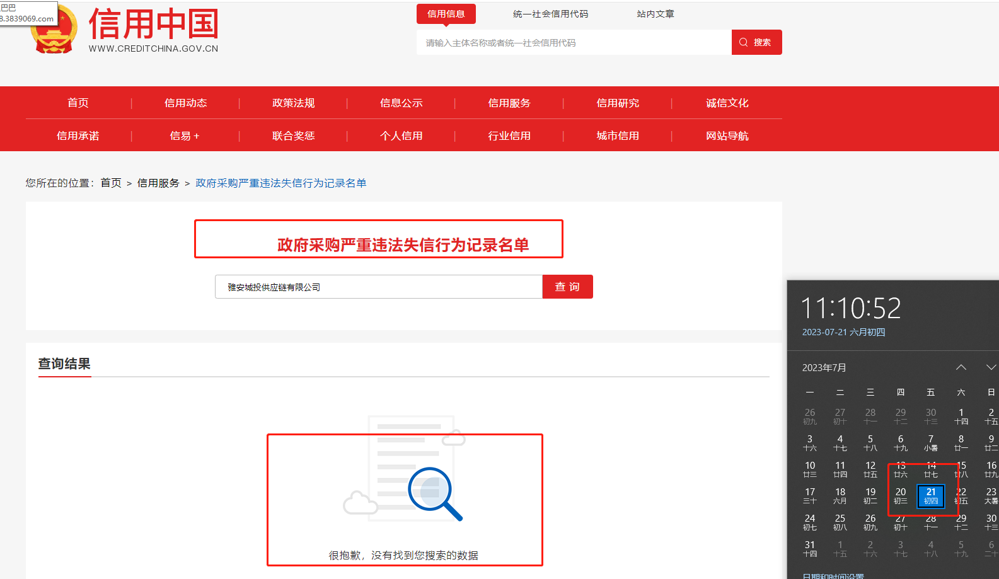 巴巴
8.3839069.com
信用中国
WWW.CREDITCHINA.GOV.CN
信用信息 统一社会信用代码 站内文章
请输入主体名称或者统一社会信用代码 搜索
首页 | 信用动态 | 政策法规 | 信息公示 | 信用服务 | 信用研究 | 诚信文化
信用承诺 | 信易+ | 联合奖惩 | 个人信用 | 行业信用 | 城市信用 | 网站导航
您所在的位置：首页 > 信用服务 > 政府采购严重违法失信行为记录名单
政府采购严重违法失信行为记录名单
雅安城投供应链有限公司 查 询
查询结果
很抱歉，没有找到您搜索的数据
11:10:52
2023-07-21 六月初四
2023年7月
一 二 三 四 五 六 日
26 27 28 29 30 1 2
初九 初十 十一 十二 十三 十四 十五
3 4 5 6 7 8 9
十六 十七 十八 十九 小暑 廿一 廿二
10 11 12 13 14 15 16
廿三 廿四 廿五 廿六 廿七 廿八 廿九
17 18 19 20 21 22 23
三十 六月 初二 初三 初四 初五 大暑
24 25 26 27 28 29 30
初七 初八 初九 初十 十一 十二 十三
31 1 2 3 4 5 6
十四 十五 十六 十七 十八 十九 二十
日期和时间设置